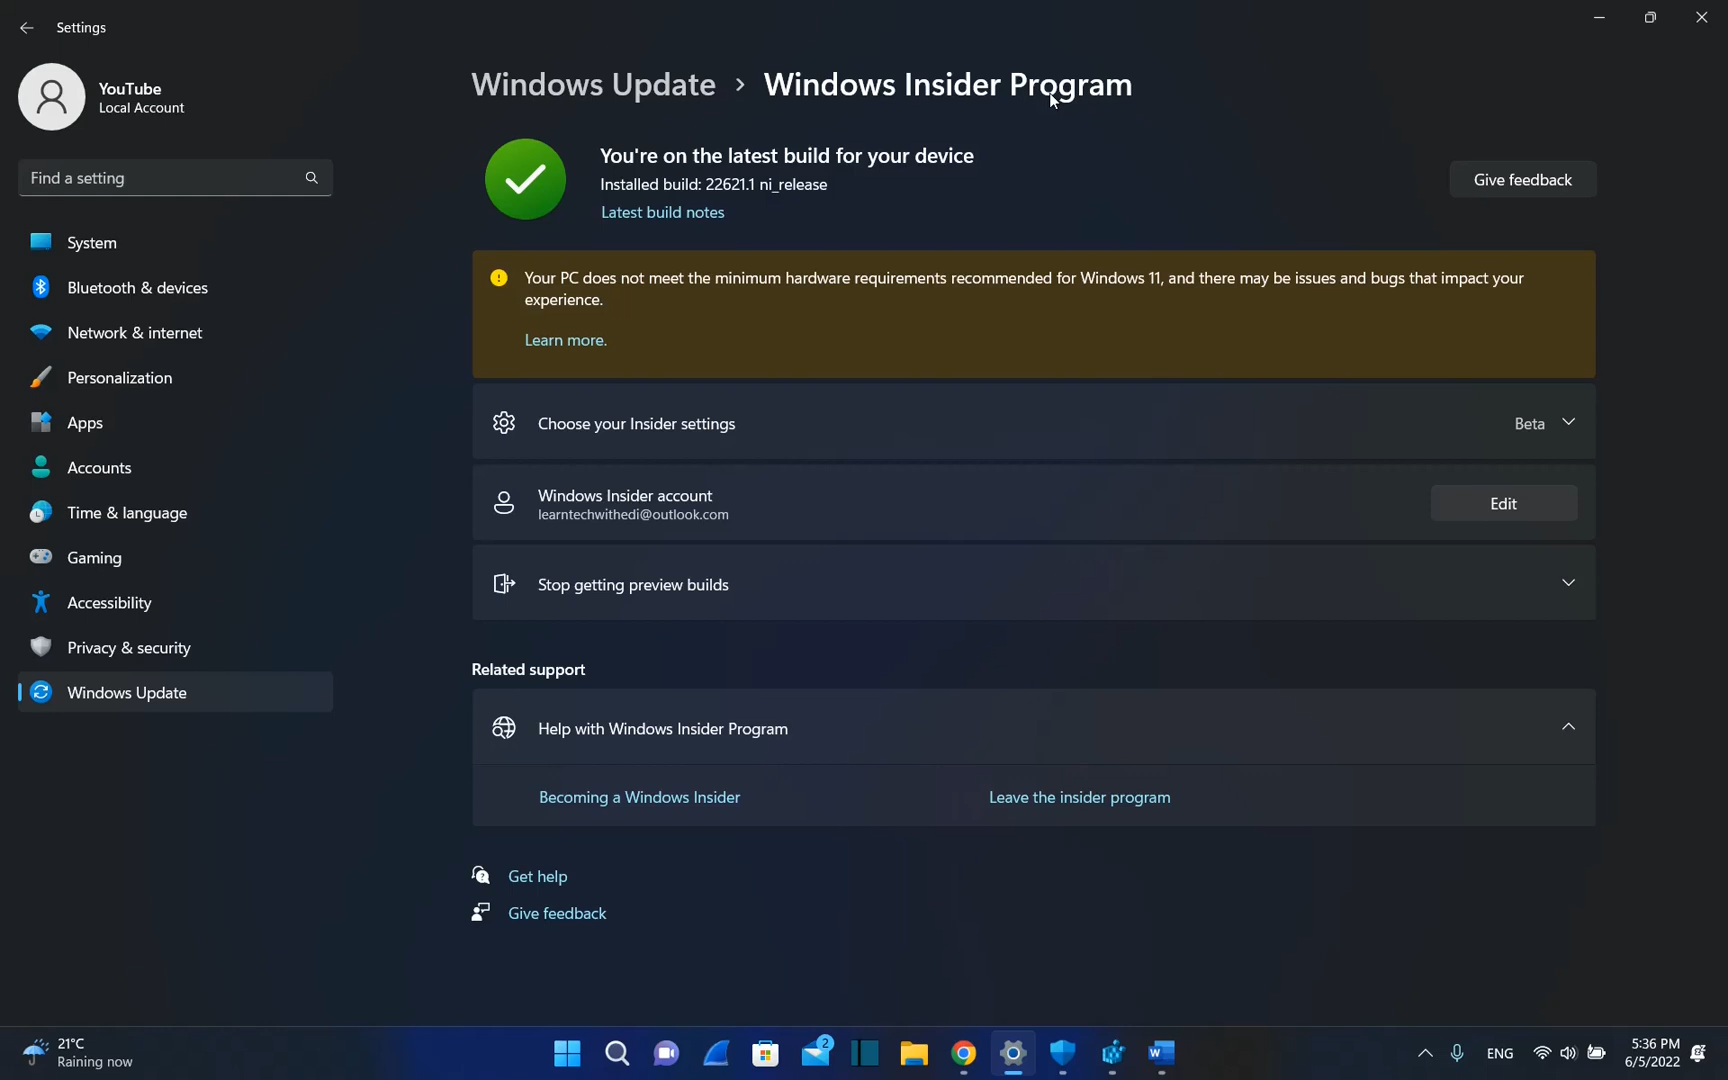 Settings
YouTube
Local Account
Find a setting
System
Bluetooth & devices
Network & internet
Personalization
Apps
Accounts
Time & language
Gaming
Accessibility
Privacy & security
Windows Update
Windows Update > Windows Insider Program
You're on the latest build for your device
Installed build: 22621.1 ni_release
Latest build notes
Give feedback
Your PC does not meet the minimum hardware requirements recommended for Windows 11, and there may be issues and bugs that impact your
experience.
Learn more.
Choose your Insider settings
Beta
Windows Insider account
learntechwithedi@outlook.com
Edit
Stop getting preview builds
Related support
Help with Windows Insider Program
Becoming a Windows Insider
Leave the insider program
Get help
Give feedback
21°C
Raining now
2
W
ENG
5:36 PM
6/5/2022